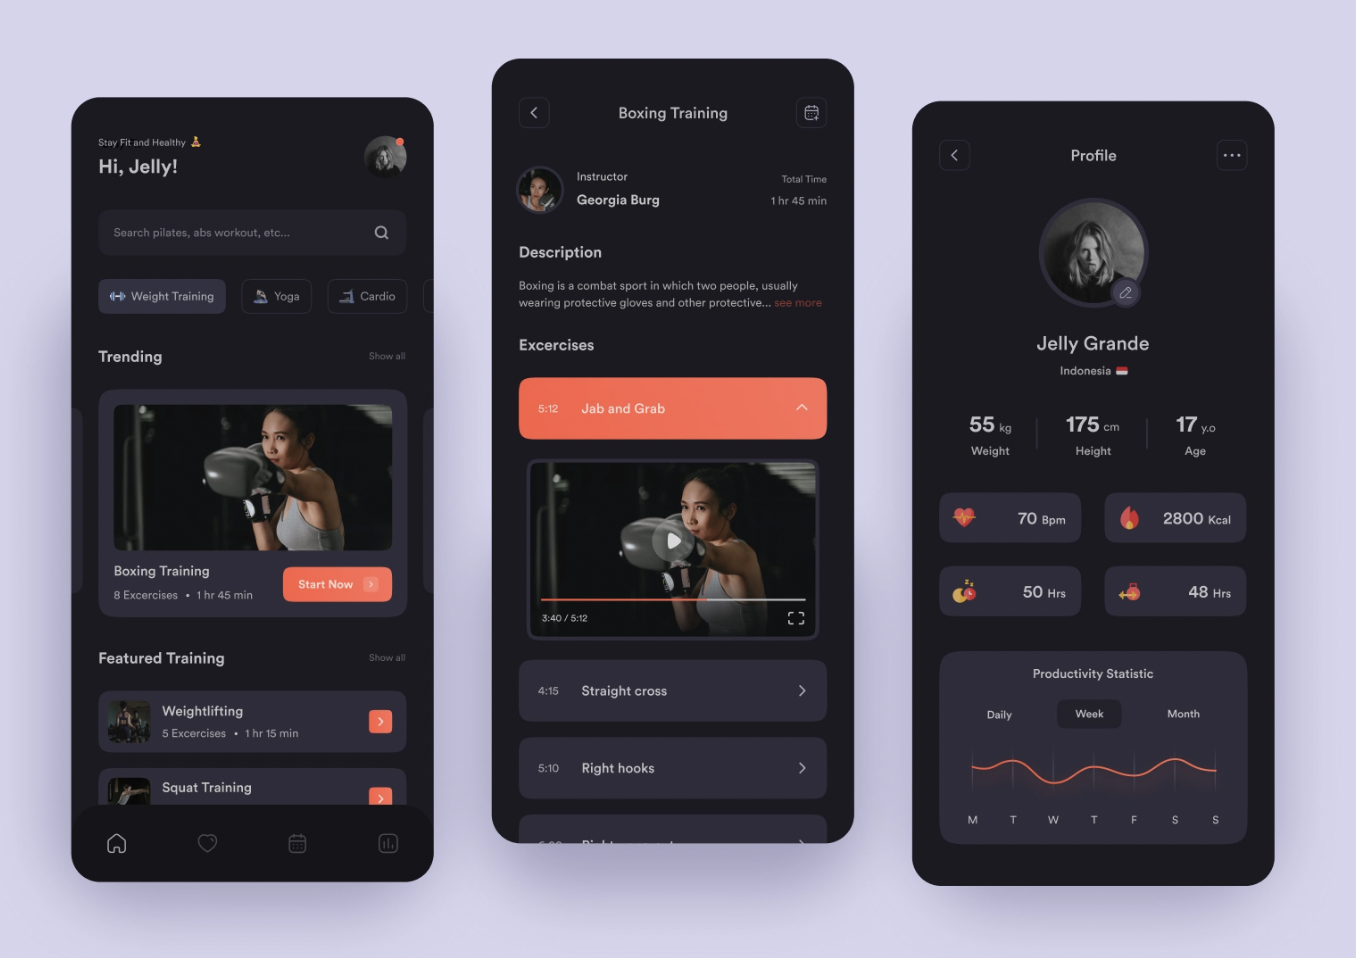 Stay Fit and Healthy
Hi, Jelly!
Search pilates, abs workout, etc...
Weight Training
Yoga
Cardio
Trending
Show all
Boxing Training
8 Excercises • 1 hr 45 min
Start Now
Featured Training
Show all
Weightlifting
5 Excercises • 1 hr 15 min
Squat Training
Boxing Training
Instructor
Georgia Burg
Total Time
1 hr 45 min
Description
Boxing is a combat sport in which two people, usually
wearing protective gloves and other protective... see more
Excercises
5:12 Jab and Grab
3:40 / 5:12
4:15 Straight cross
5:10 Right hooks
Profile
Jelly Grande
Indonesia
55 kg
Weight
175 cm
Height
17 y.o
Age
70 Bpm
2800 Kcal
50 Hrs
48 Hrs
Productivity Statistic
Daily
Week
Month
M T W T F S S